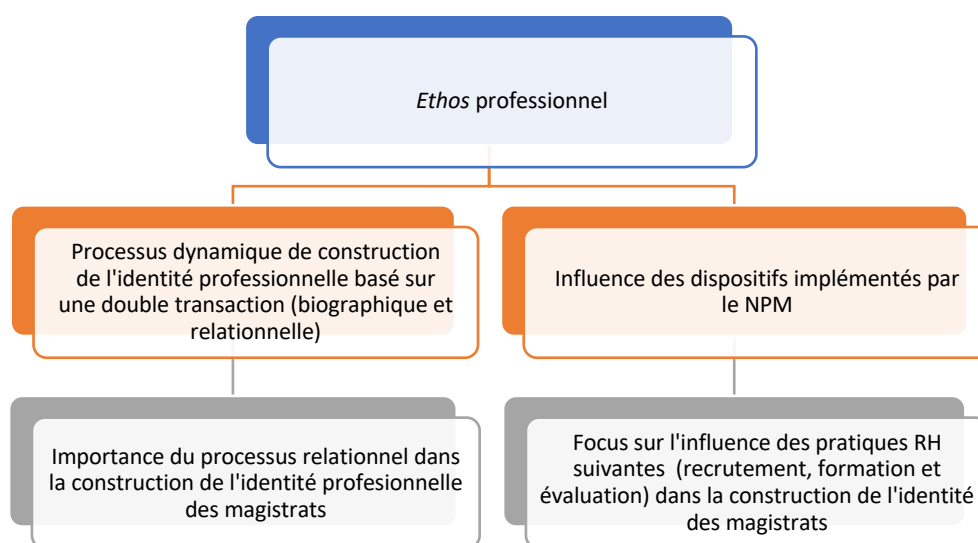 Ethos professionnel
Processus dynamique de construction
de l'identité professionnelle basé sur
une double transaction (biographique et
relationnelle)
Influence des dispositifs implémentés par
le NPM
Importance du processus relationnel dans
la construction de l'identité profesionnelle
des magistrats
Focus sur l'influence des pratiques RH
suivantes (recrutement, formation et
évaluation) dans la construction de l'identité
des magistrats